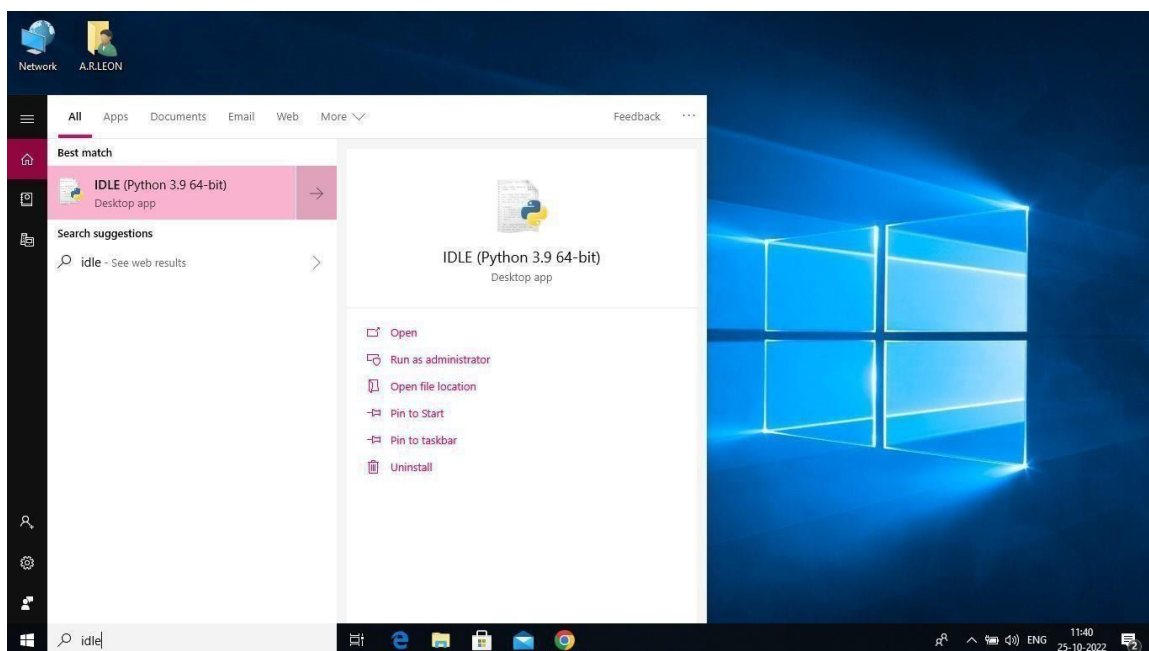 Network
A.R.LEON
All Apps Documents Email Web More Feedback ...
Best match
IDLE (Python 3.9 64-bit)
Desktop app
Search suggestions
idle - See web results
IDLE (Python 3.9 64-bit)
Desktop app
Open
Run as administrator
Open file location
Pin to Start
Pin to taskbar
Uninstall
idle
ENG
11:40
25-10-2022
2